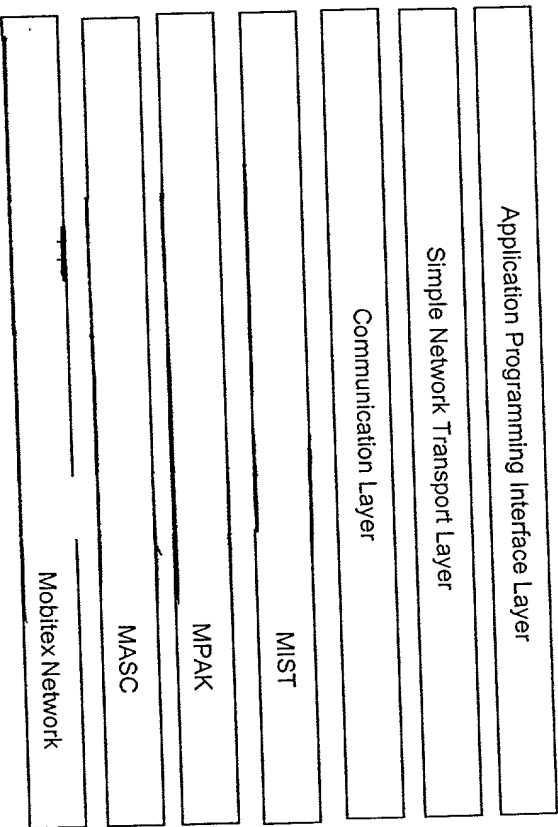 Application Programming Interface Layer
Simple Network Transport Layer
Communication Layer
MIST
MPAK
MASC
Mobitex Network